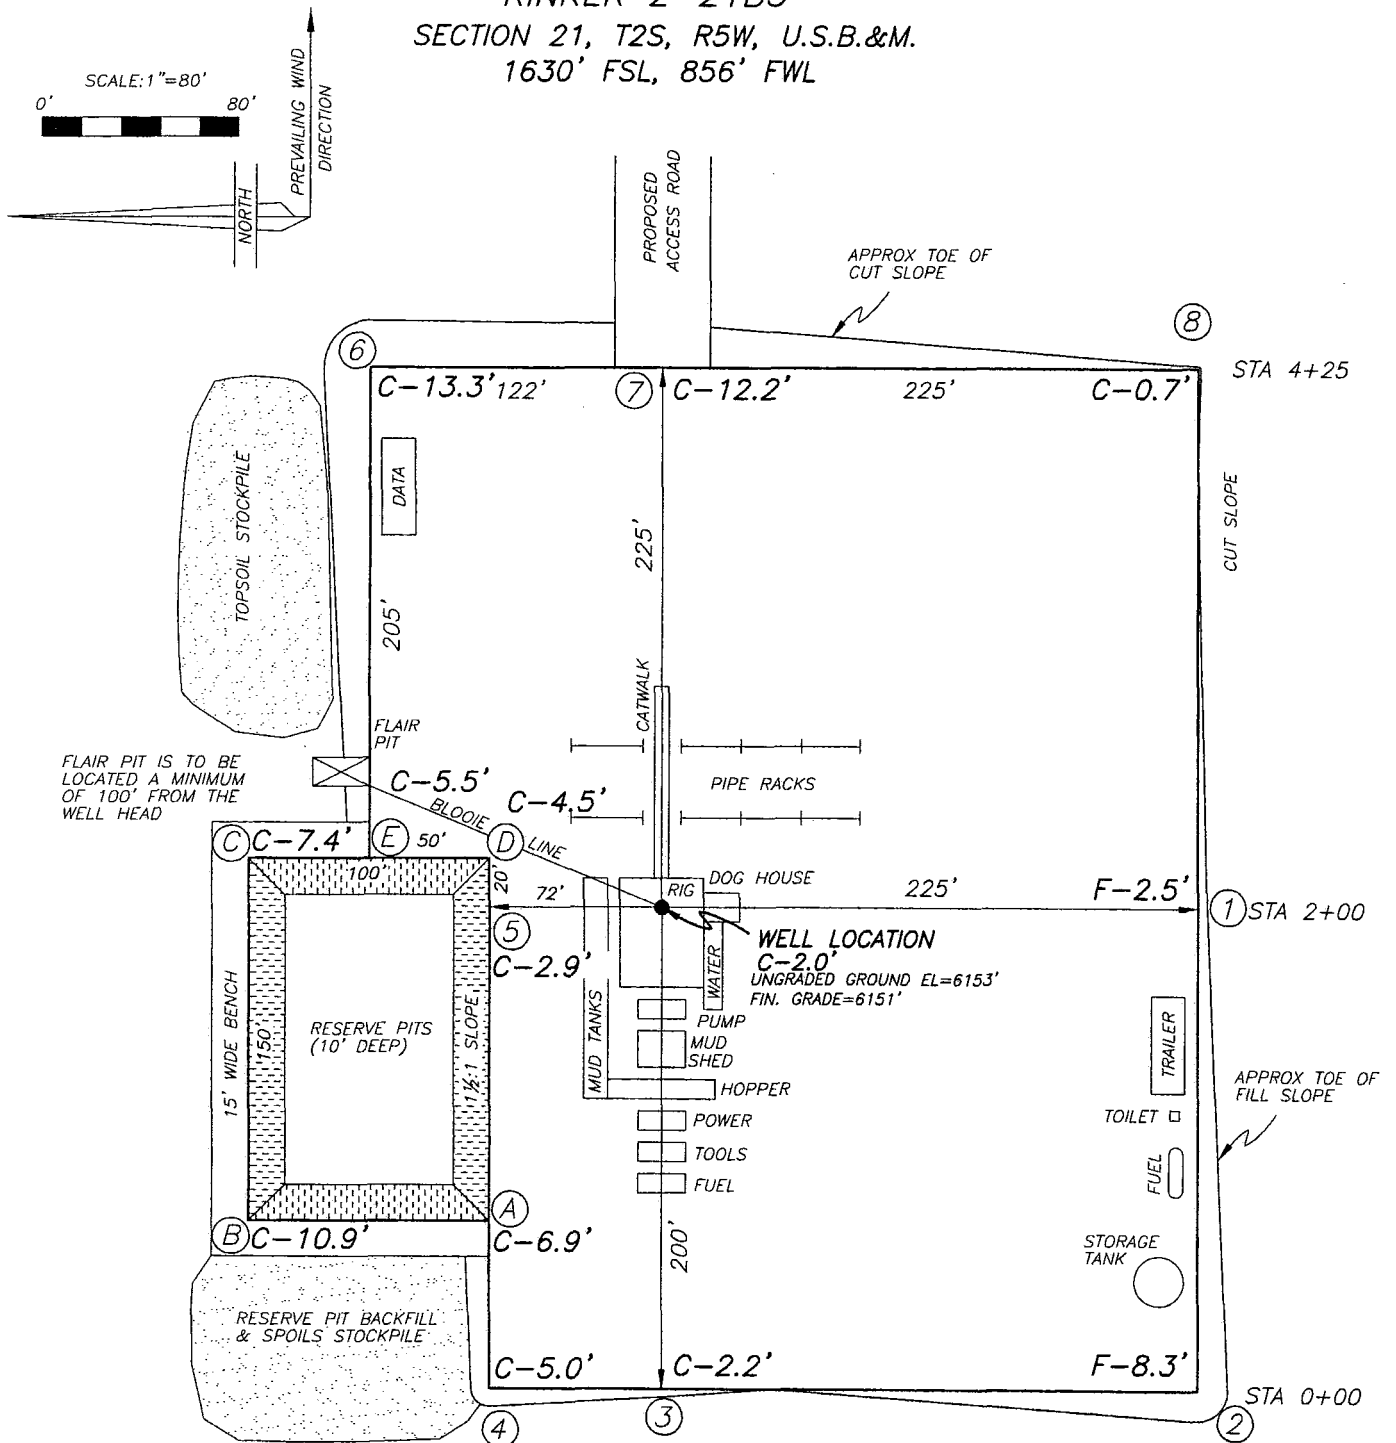 SECTION 21, T2S, R5W, U.S.B.&M.
1630' FSL, 856' FWL
SCALE: 1"=80'
0'
80'
PREVAILING WIND
DIRECTION
NORTH
PROPOSED
ACCESS ROAD
APPROX TOE OF
CUT SLOPE
8
6
STA 4+25
C-13.3'
122'
7
C-12.2'
225'
C-0.7'
DATA
TOPSOIL STOCKPILE
CUT SLOPE
225'
205'
CATWALK
FLAIR
PIT
FLAIR PIT IS TO BE
LOCATED A MINIMUM
OF 100' FROM THE
WELL HEAD
C-5.5'
PIPE RACKS
C-4.5'
BLOOIE
LINE
C
C-7.4'
E
50'
D
100'
20'
72'
RIG
DOG HOUSE
225'
F-2.5'
1
STA 2+00
5
C-2.9'
WELL LOCATION
C-2.0'
UNGRADED GROUND EL=6153'
FIN. GRADE=6151'
WATER
15' WIDE BENCH
150'
RESERVE PITS
(10' DEEP)
1½:1 SLOPE
MUD TANKS
PUMP
MUD
SHED
HOPPER
TRAILER
APPROX TOE OF
FILL SLOPE
POWER
TOILET
TOOLS
FUEL
FUEL
A
B
C-10.9'
C-6.9'
200'
STORAGE
TANK
RESERVE PIT BACKFILL
& SPOILS STOCKPILE
C-5.0'
C-2.2'
F-8.3'
STA 0+00
4
3
2